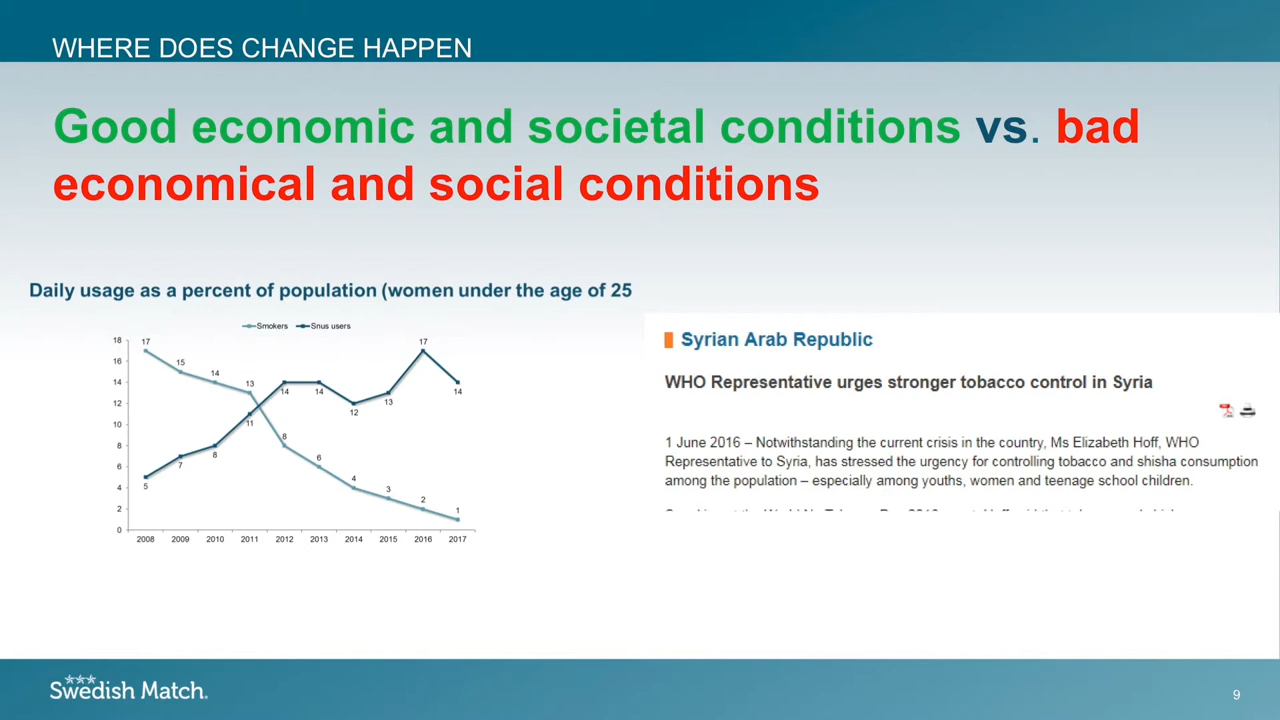 WHERE DOES CHANGE HAPPEN
Good economic and societal conditions vs. bad
economical and social conditions
Daily usage as a percent of population (women under the age of 25
Smokers Snus users
18
16
14
12
10
8
6
4
2
0
17
15
14
13
8
6
4
3
2
1
5
7
8
11
14
14
12
13
17
14
2008 2009 2010 2011 2012 2013 2014 2015 2016 2017
Syrian Arab Republic
WHO Representative urges stronger tobacco control in Syria
1 June 2016 – Notwithstanding the current crisis in the country, Ms Elizabeth Hoff, WHO
Representative to Syria, has stressed the urgency for controlling tobacco and shisha consumption
among the population – especially among youths, women and teenage school children.
Swedish Match.
9